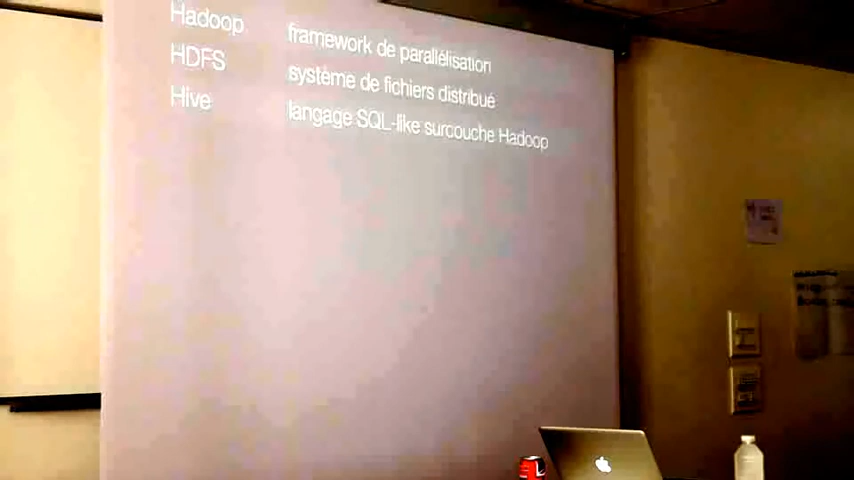 Hadoop framework de parallélisation
HDFS système de fichiers distribué
Hive langage SQL-like surcouche Hadoop